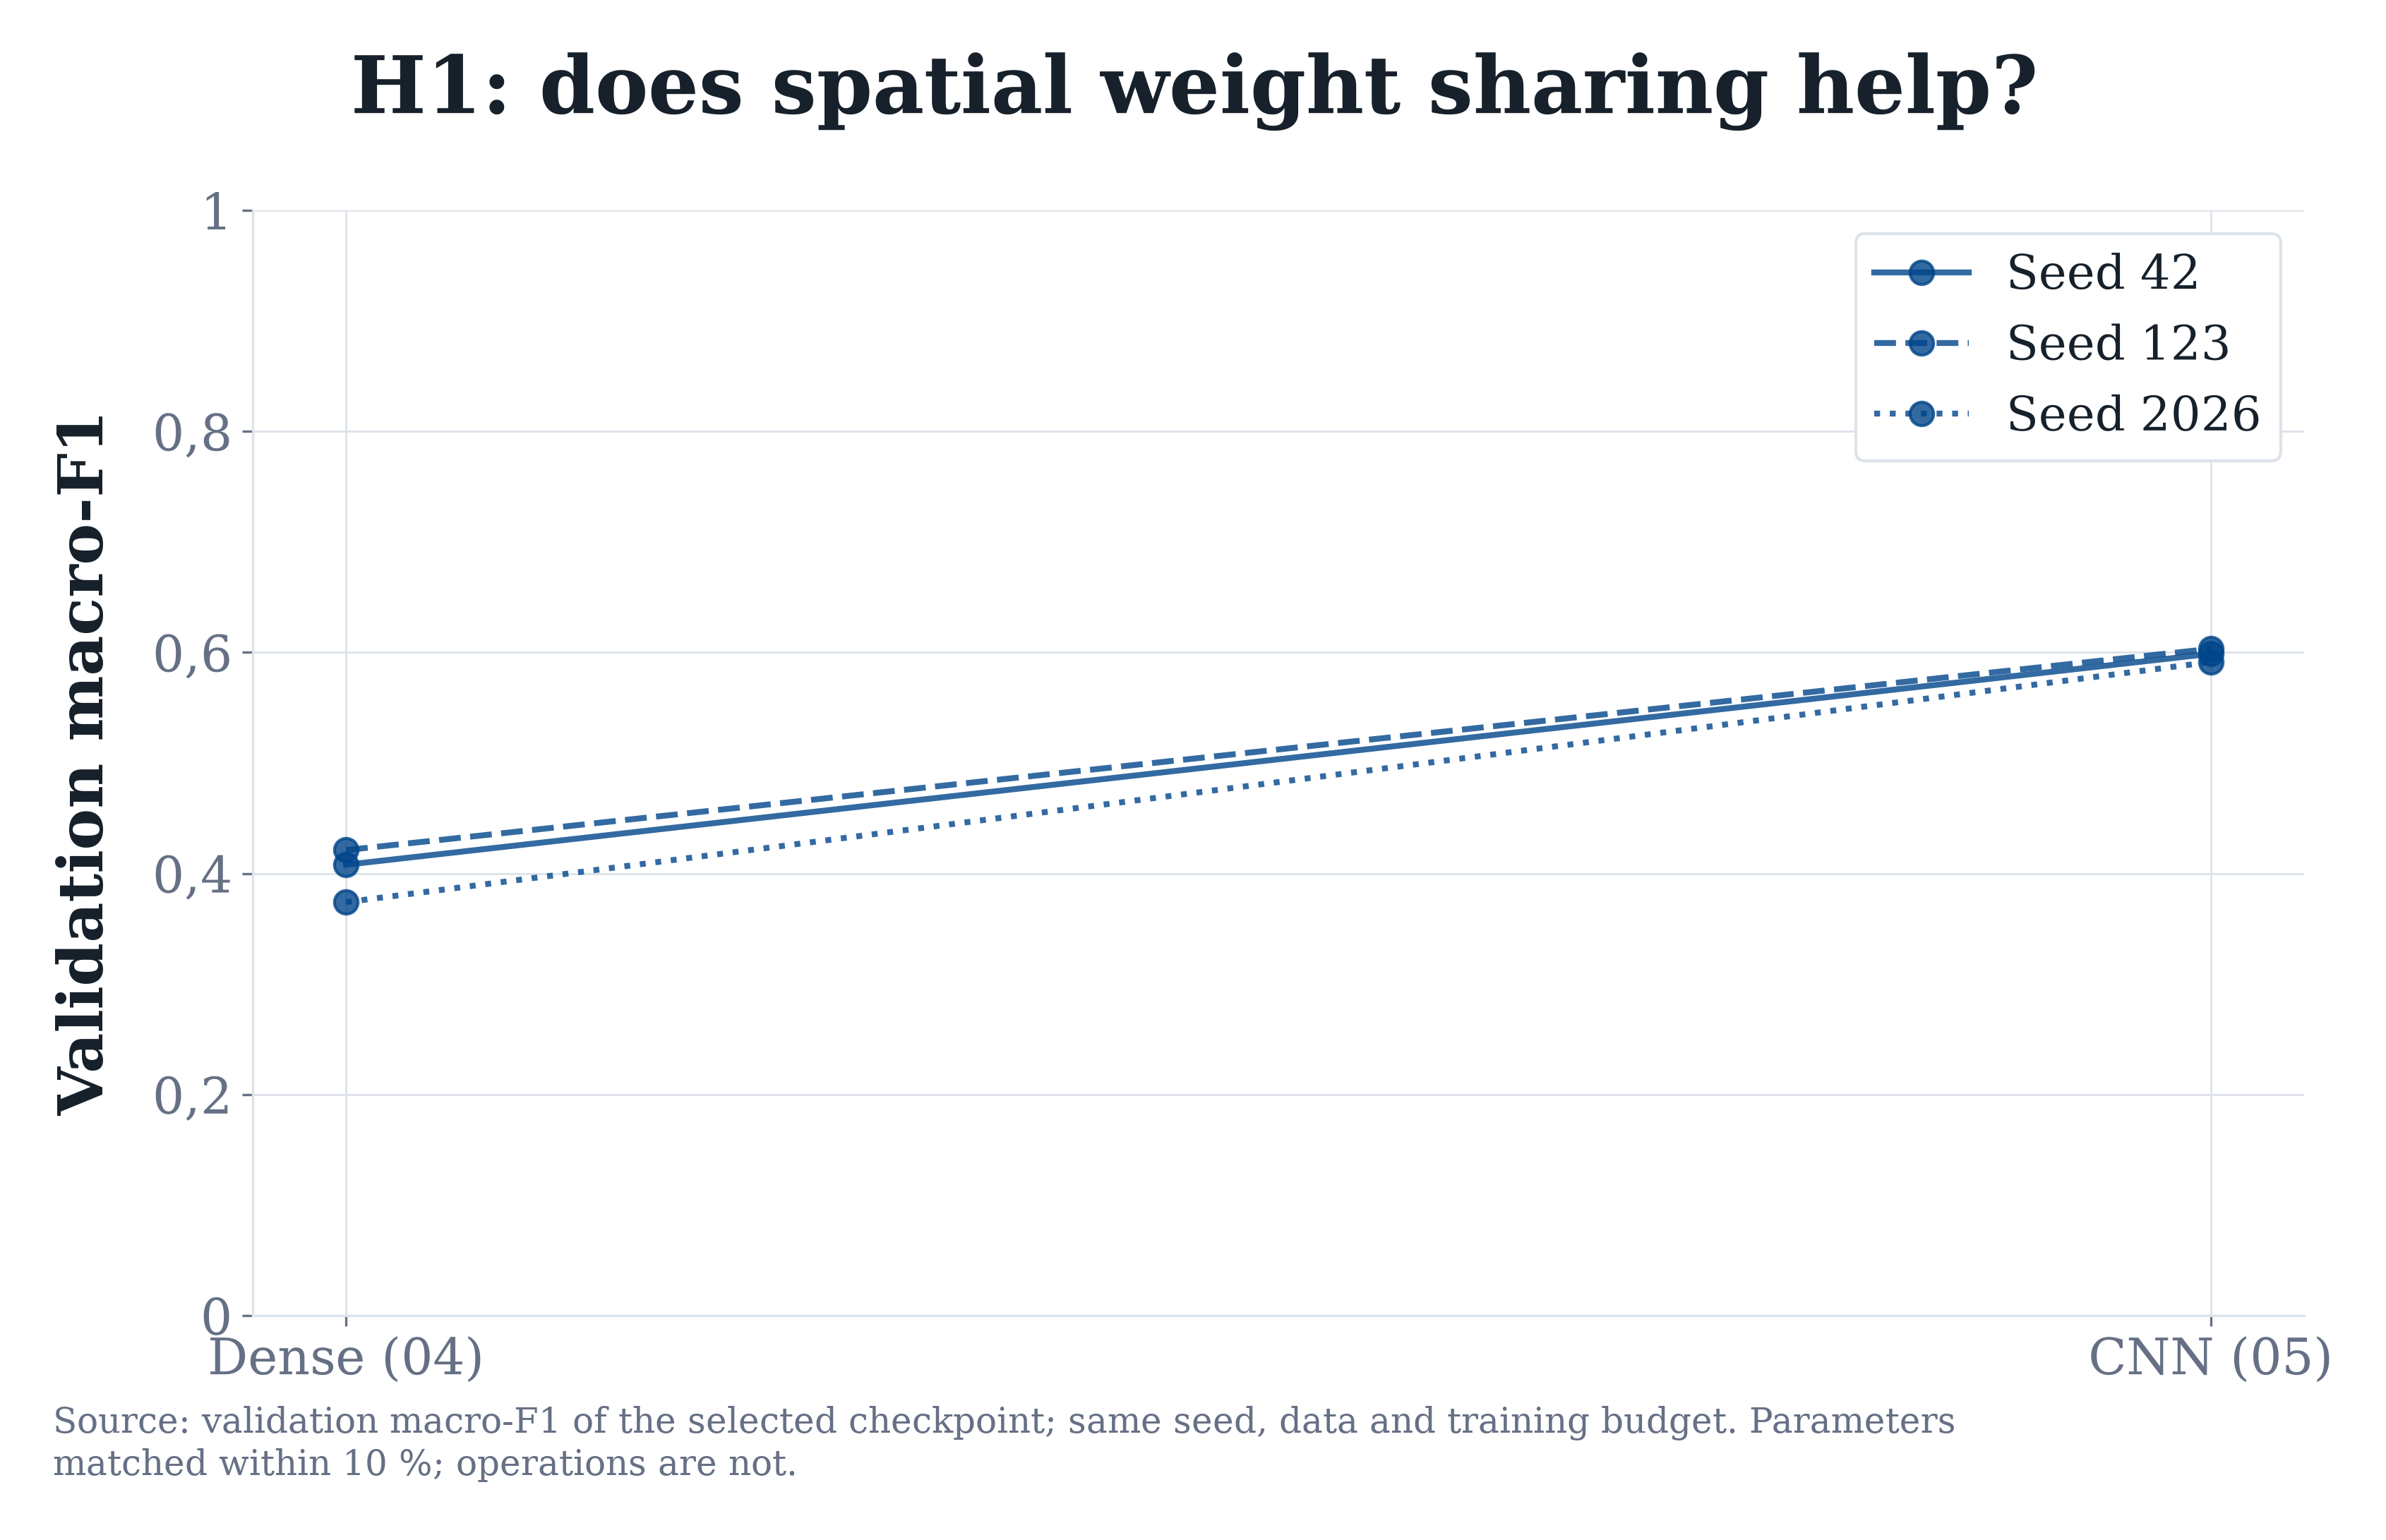 H1: does spatial weight sharing help?
Validation macro-F1
1
0,8
0,6
0,4
0,2
0
Seed 42
Seed 123
Seed 2026
Dense (04)
CNN (05)
Source: validation macro-F1 of the selected checkpoint; same seed, data and training budget. Parameters
matched within 10 %; operations are not.